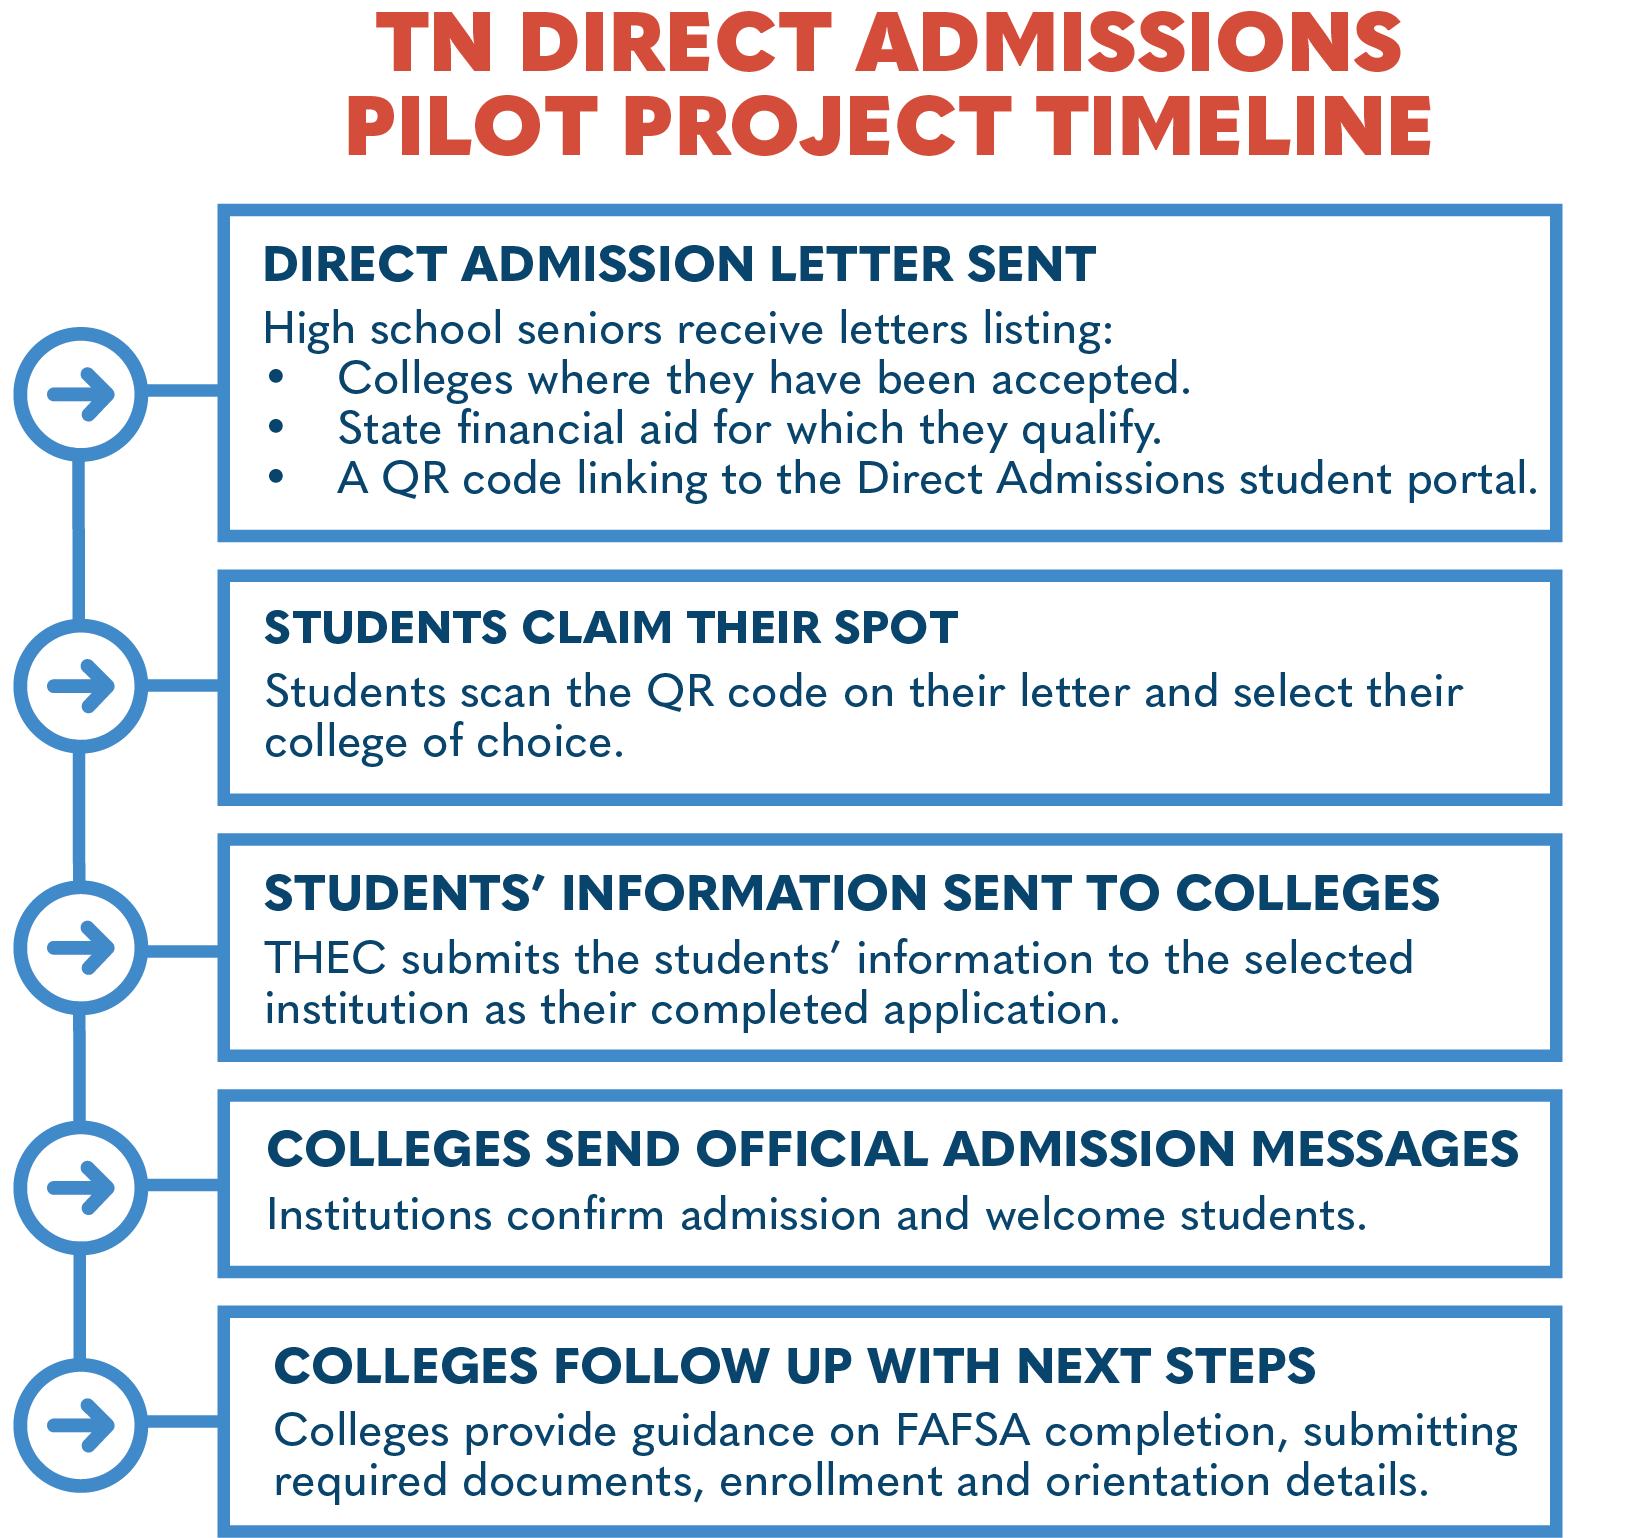 TN DIRECT ADMISSIONS
PILOT PROJECT TIMELINE
DIRECT ADMISSION LETTER SENT
High school seniors receive letters listing:
• Colleges where they have been accepted.
• State financial aid for which they qualify.
• A QR code linking to the Direct Admissions student portal.
STUDENTS CLAIM THEIR SPOT
Students scan the QR code on their letter and select their
college of choice.
STUDENTS’ INFORMATION SENT TO COLLEGES
THEC submits the students’ information to the selected
institution as their completed application.
COLLEGES SEND OFFICIAL ADMISSION MESSAGES
Institutions confirm admission and welcome students.
COLLEGES FOLLOW UP WITH NEXT STEPS
Colleges provide guidance on FAFSA completion, submitting
required documents, enrollment and orientation details.